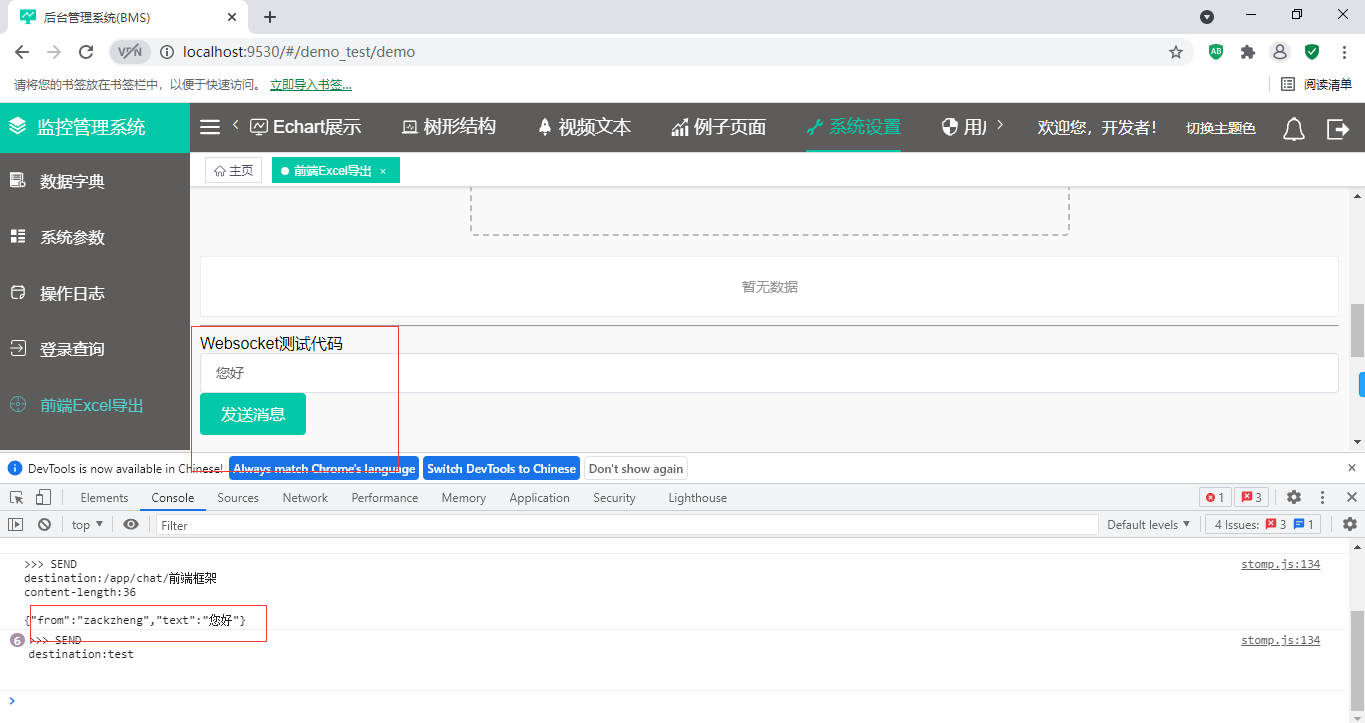 后台管理系统(BMS)
VPN
localhost:9530/#/demo_test/demo
请将您的书签放在书签栏中，以便于快速访问。 立即导入书签...
阅读清单
监控管理系统
Echart展示 树形结构 视频文本 例子页面 系统设置 用户
欢迎您，开发者！ 切换主题色
主页 前端Excel导出 ×
数据字典
系统参数
操作日志
登录查询
前端Excel导出
暂无数据
Websocket测试代码
您好
发送消息
DevTools is now available in Chinese! Always match Chrome's language Switch DevTools to Chinese Don't show again
Elements Console Sources Network Performance Memory Application Security Lighthouse 1 3
top Filter Default levels 4 Issues: 3 1
>>> SEND stomp.js:134
destination:/app/chat/前端框架
content-length:36
{"from":"zackzheng","text":"您好"}
6 >>> SEND stomp.js:134
destination:test
>